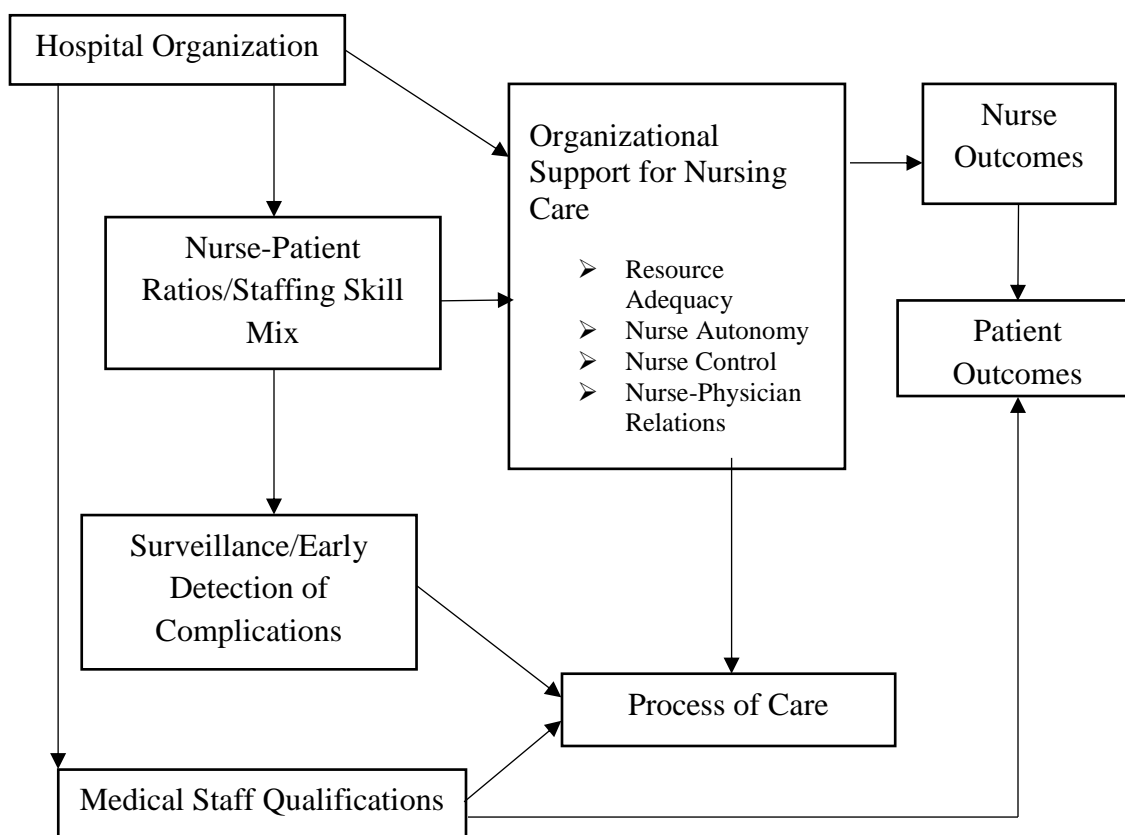 Hospital Organization
Organizational
Support for Nursing
Care
➢ Resource
Adequacy
➢ Nurse Autonomy
➢ Nurse Control
➢ Nurse-Physician
Relations
Nurse
Outcomes
Nurse-Patient
Ratios/Staffing Skill
Mix
Patient
Outcomes
Surveillance/Early
Detection of
Complications
Process of Care
Medical Staff Qualifications